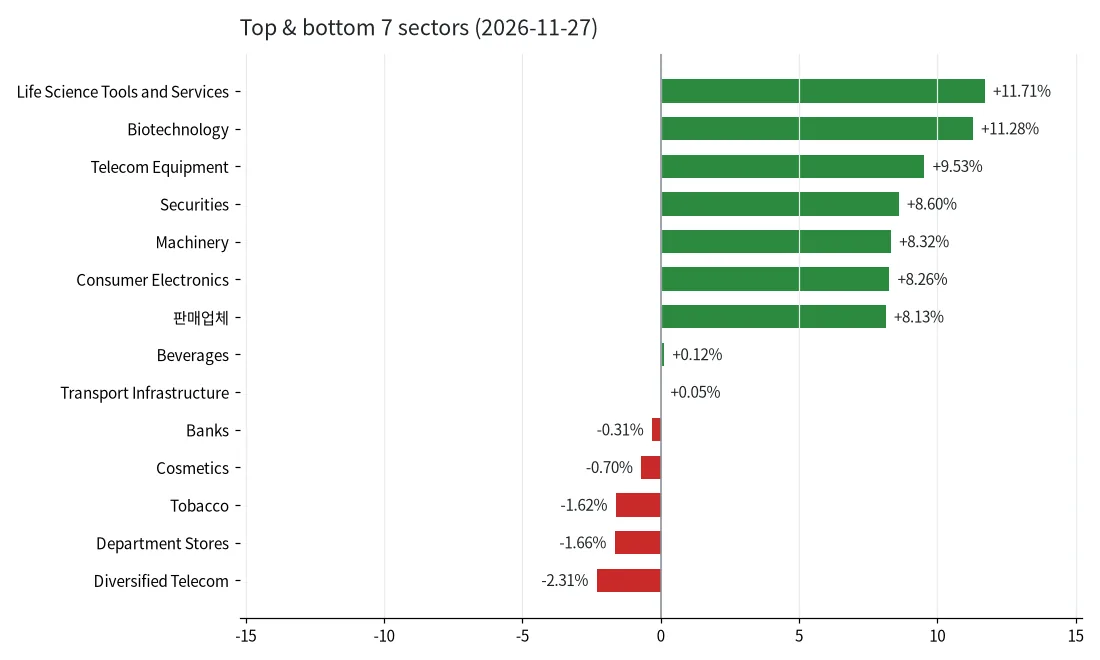 Top & bottom 7 sectors (2026-11-27)
Life Science Tools and Services +11.71%
Biotechnology +11.28%
Telecom Equipment +9.53%
Securities +8.60%
Machinery +8.32%
Consumer Electronics +8.26%
판매업체 +8.13%
Beverages +0.12%
Transport Infrastructure +0.05%
Banks -0.31%
Cosmetics -0.70%
Tobacco -1.62%
Department Stores -1.66%
Diversified Telecom -2.31%
-15 -10 -5 0 5 10 15